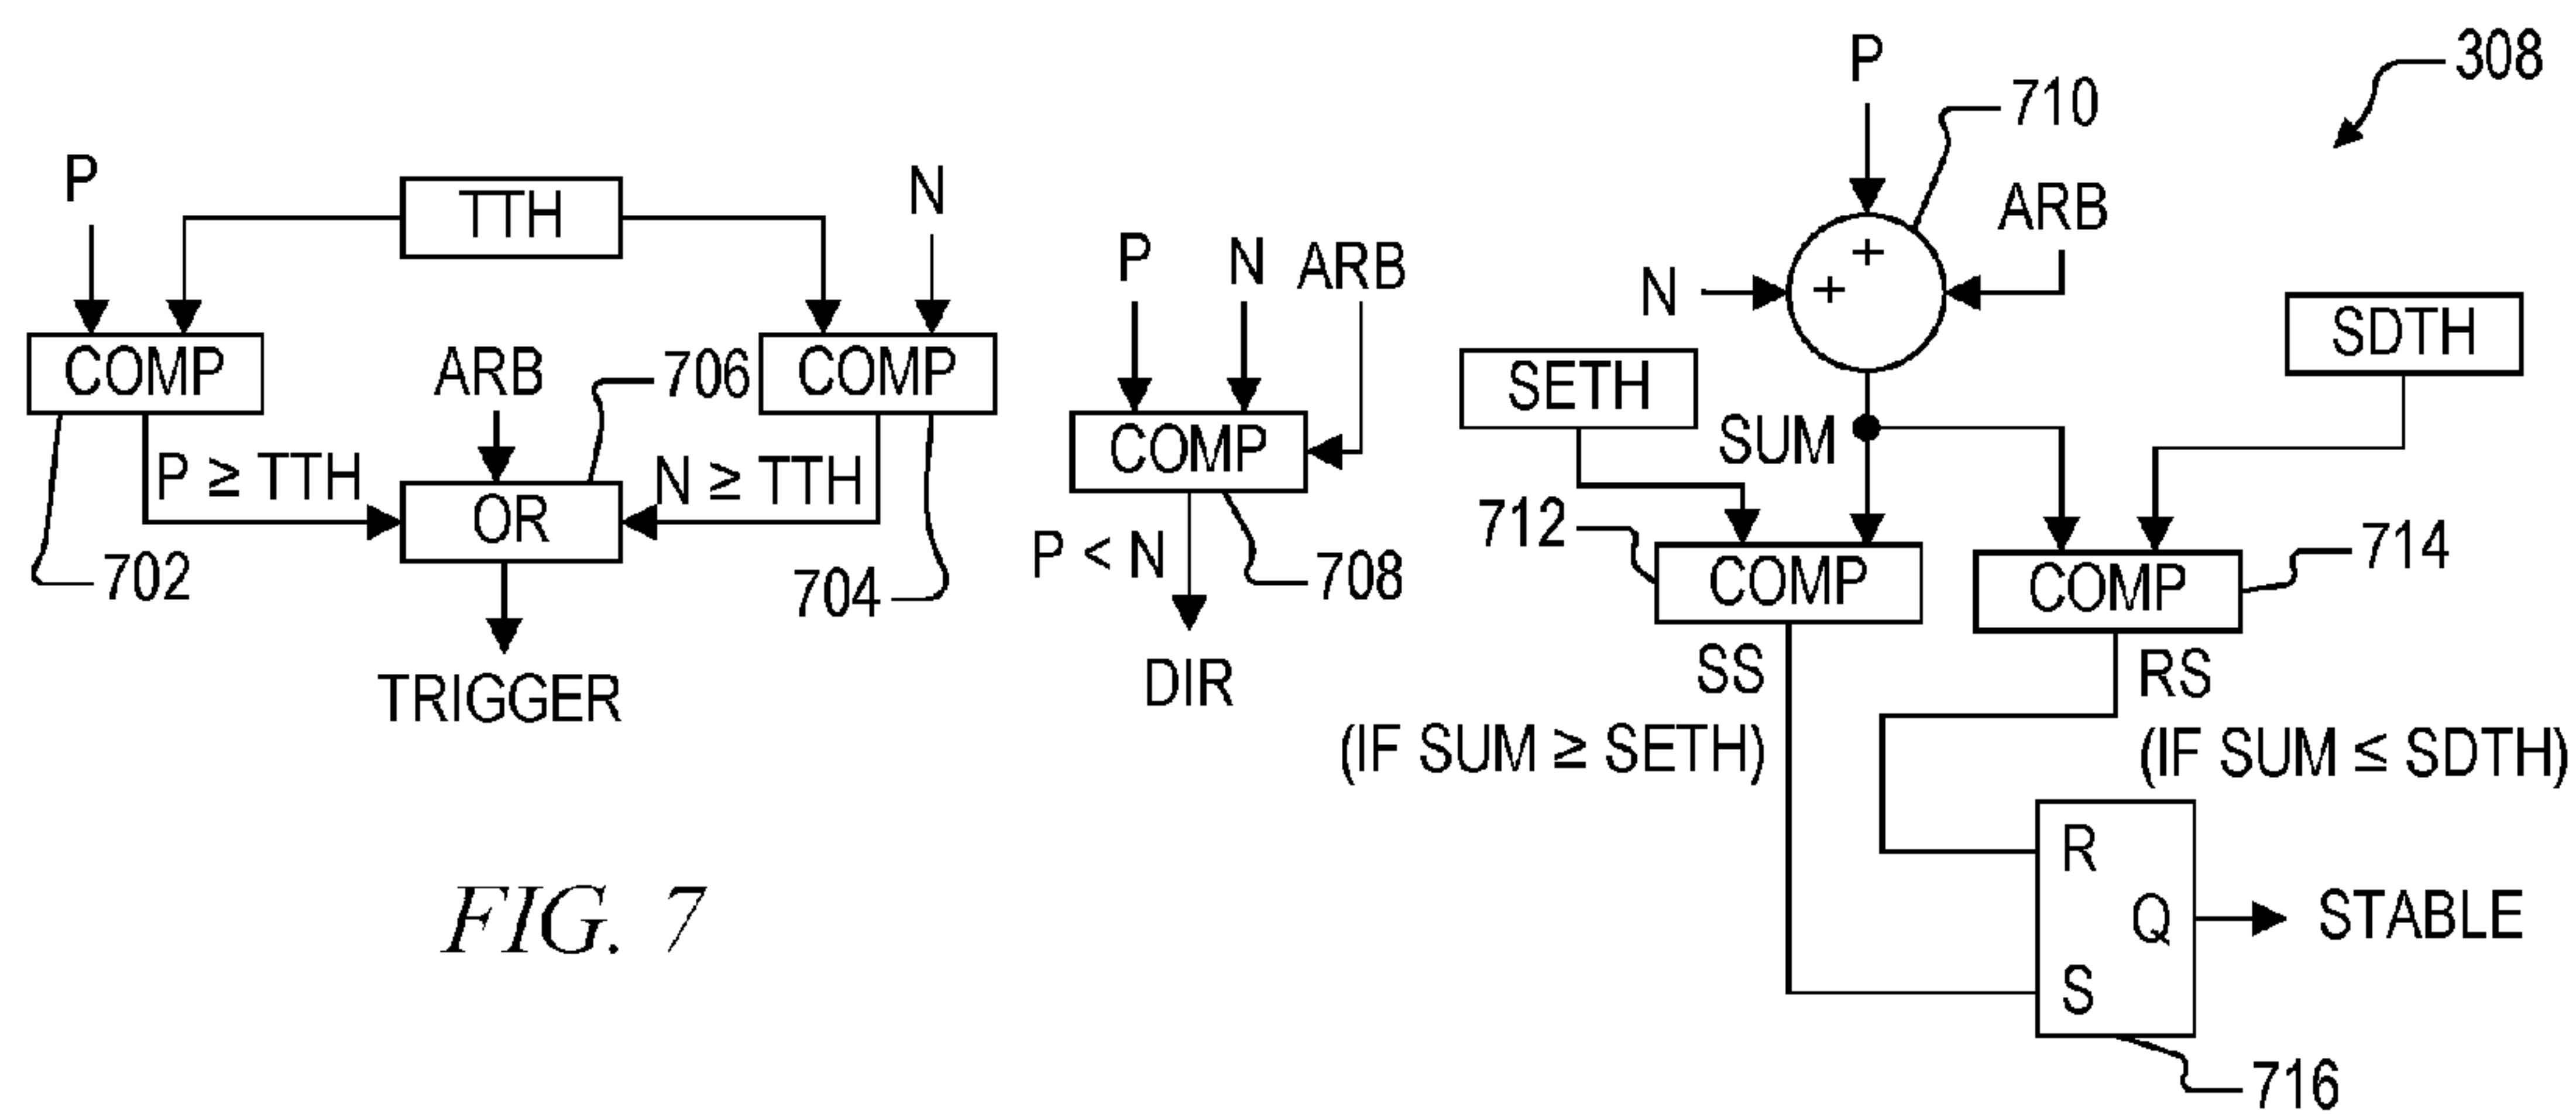 308
P
710
ARB
P
TTH
N
P
N
ARB
+
+
N
SDTH
SETH
COMP
ARB
706
COMP
SUM
COMP
P ≥ TTH
N ≥ TTH
OR
712
COMP
COMP
714
P < N
708
702
704
SS
RS
DIR
TRIGGER
(IF SUM ≥ SETH)
(IF SUM ≤ SDTH)
R
Q
STABLE
S
FIG. 7
716